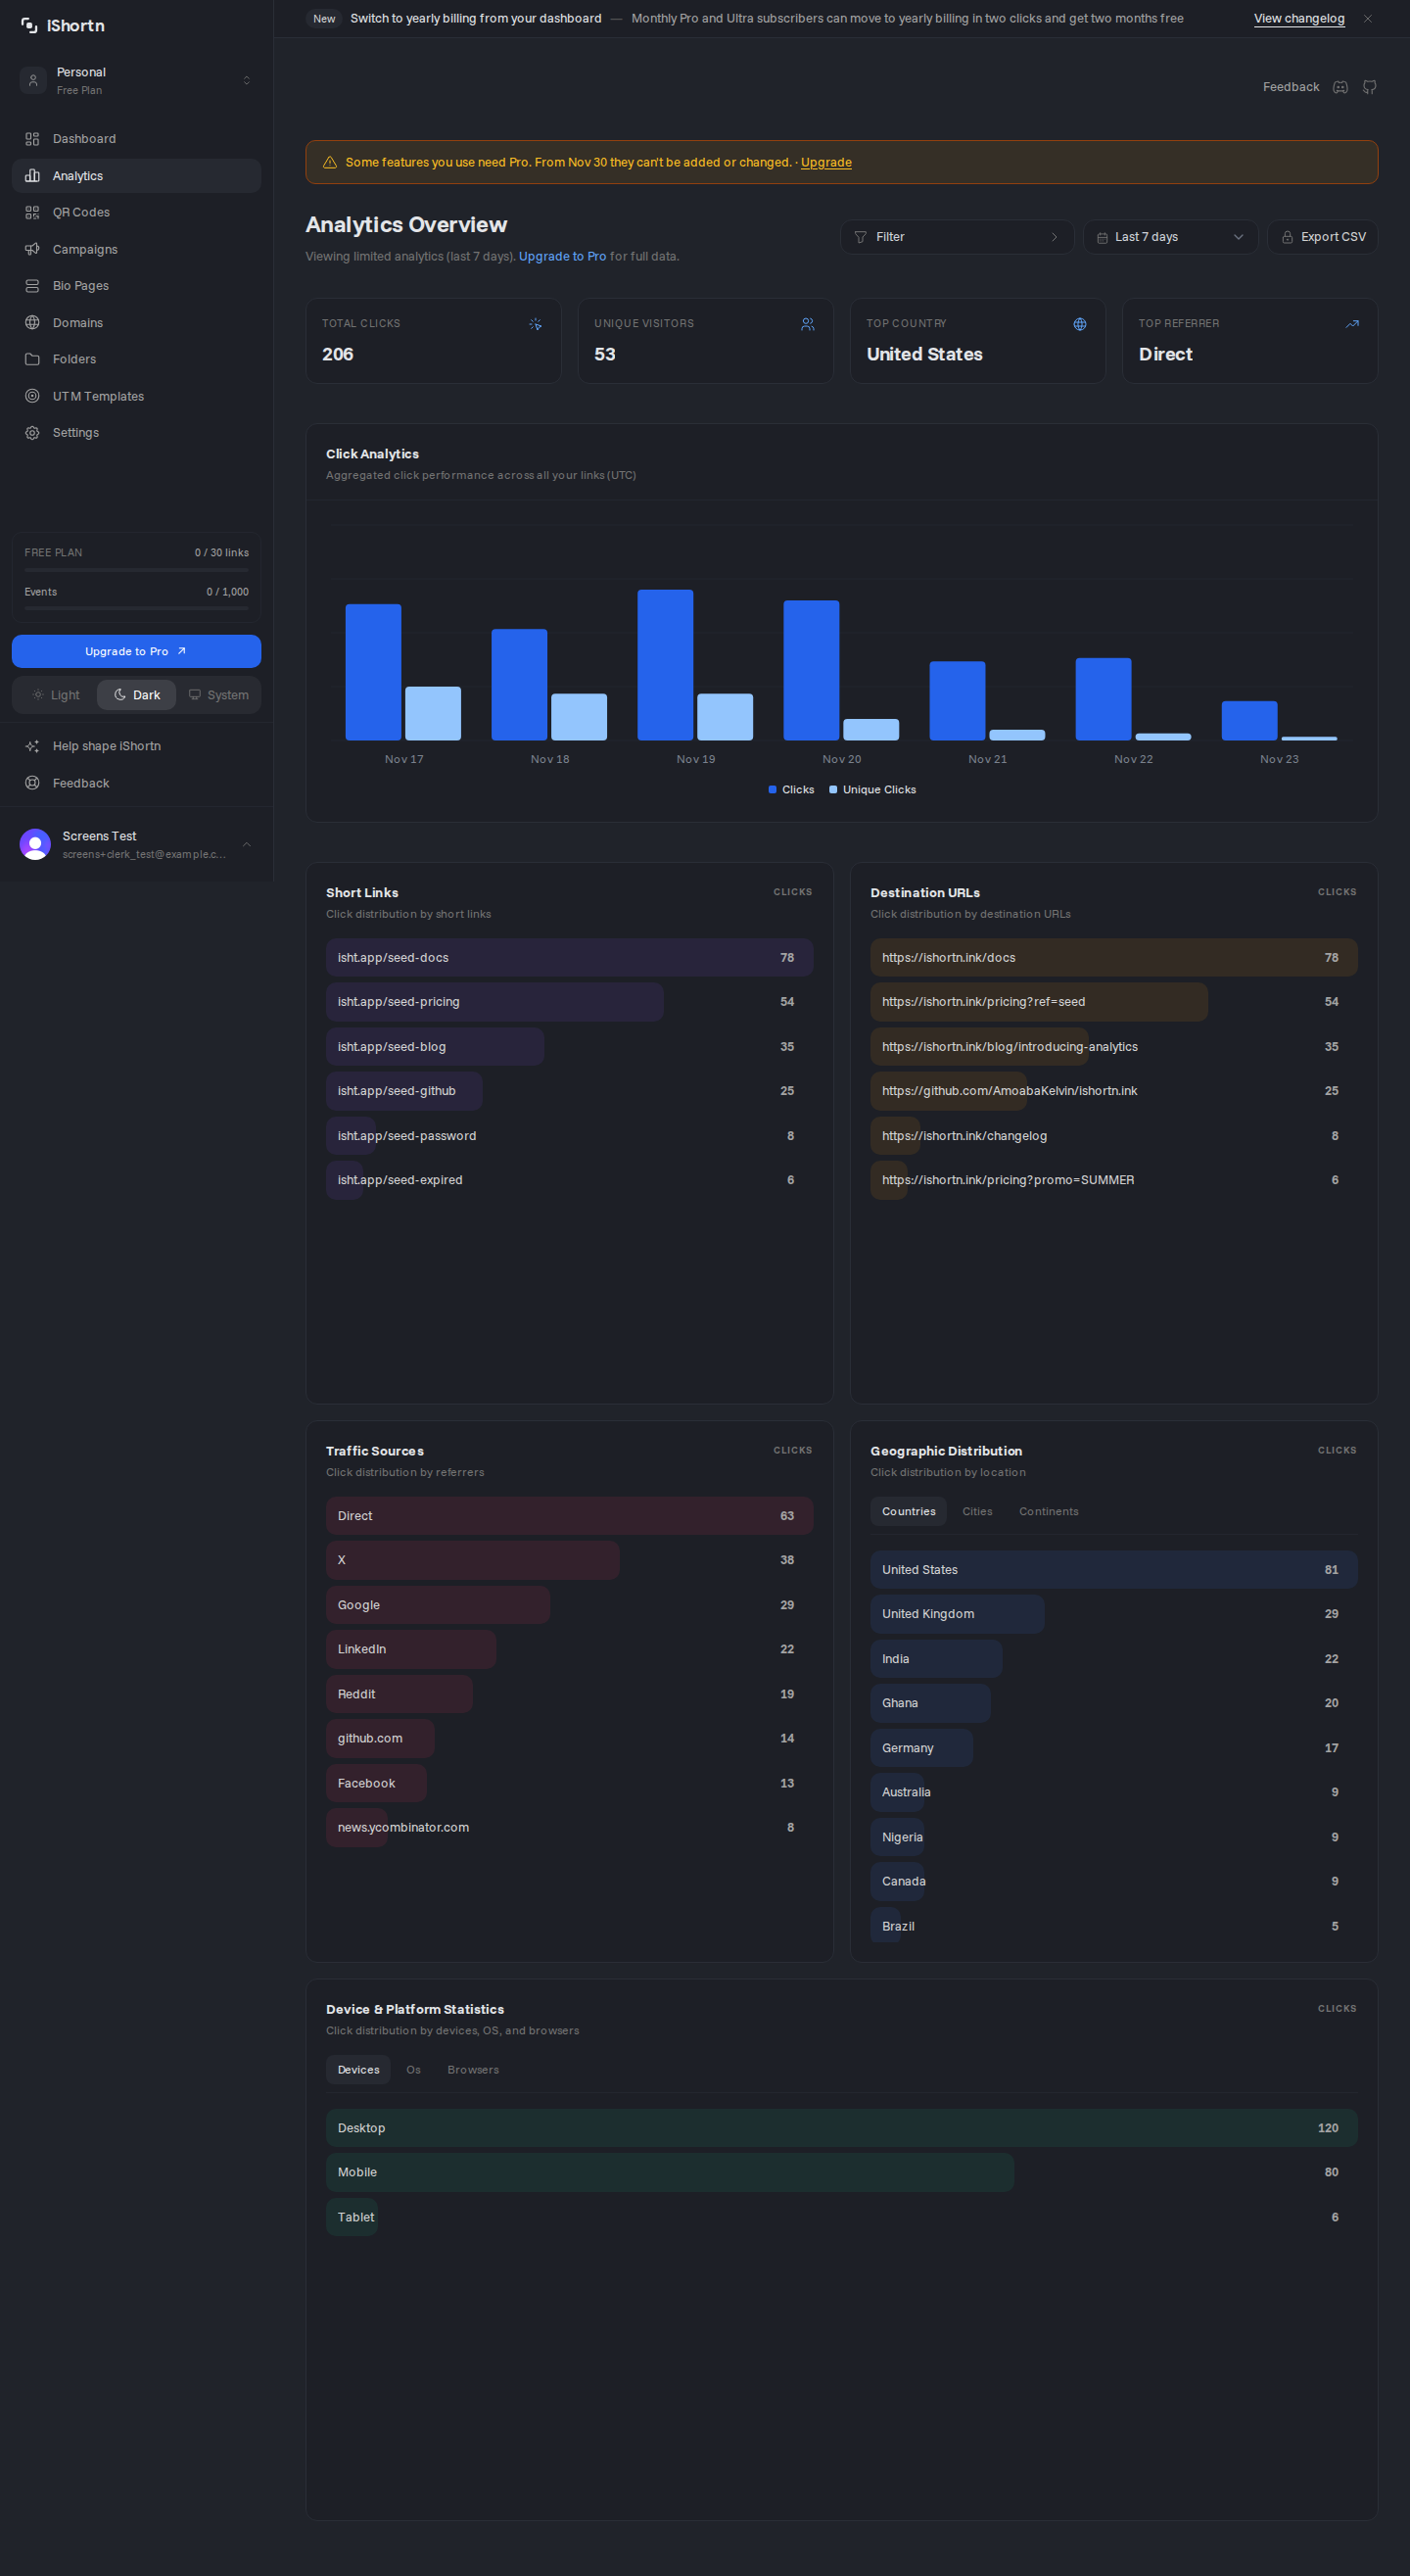 iShortn
Personal
Free Plan
Dashboard
Analytics
QR Codes
Campaigns
Bio Pages
Domains
Folders
UTM Templates
Settings
FREE PLAN 0 / 30 links
Events 0 / 1,000
Upgrade to Pro
Light Dark System
Help shape iShortn
Feedback
Screens Test
screens+clerk_test@example.c...
New Switch to yearly billing from your dashboard — Monthly Pro and Ultra subscribers can move to yearly billing in two clicks and get two months free View changelog
Feedback
Some features you use need Pro. From Nov 30 they can't be added or changed. · Upgrade
Analytics Overview
Viewing limited analytics (last 7 days). Upgrade to Pro for full data.
Filter Last 7 days Export CSV
TOTAL CLICKS
206
UNIQUE VISITORS
53
TOP COUNTRY
United States
TOP REFERRER
Direct
Click Analytics
Aggregated click performance across all your links (UTC)
Nov 17 Nov 18 Nov 19 Nov 20 Nov 21 Nov 22 Nov 23
Clicks Unique Clicks
Short Links CLICKS
Click distribution by short links
isht.app/seed-docs 78
isht.app/seed-pricing 54
isht.app/seed-blog 35
isht.app/seed-github 25
isht.app/seed-password 8
isht.app/seed-expired 6
Destination URLs CLICKS
Click distribution by destination URLs
https://ishortn.ink/docs 78
https://ishortn.ink/pricing?ref=seed 54
https://ishortn.ink/blog/introducing-analytics 35
https://github.com/AmoabaKelvin/ishortn.ink 25
https://ishortn.ink/changelog 8
https://ishortn.ink/pricing?promo=SUMMER 6
Traffic Sources CLICKS
Click distribution by referrers
Direct 63
X 38
Google 29
LinkedIn 22
Reddit 19
github.com 14
Facebook 13
news.ycombinator.com 8
Geographic Distribution CLICKS
Click distribution by location
Countries Cities Continents
United States 81
United Kingdom 29
India 22
Ghana 20
Germany 17
Australia 9
Nigeria 9
Canada 9
Brazil 5
Device & Platform Statistics CLICKS
Click distribution by devices, OS, and browsers
Devices Os Browsers
Desktop 120
Mobile 80
Tablet 6